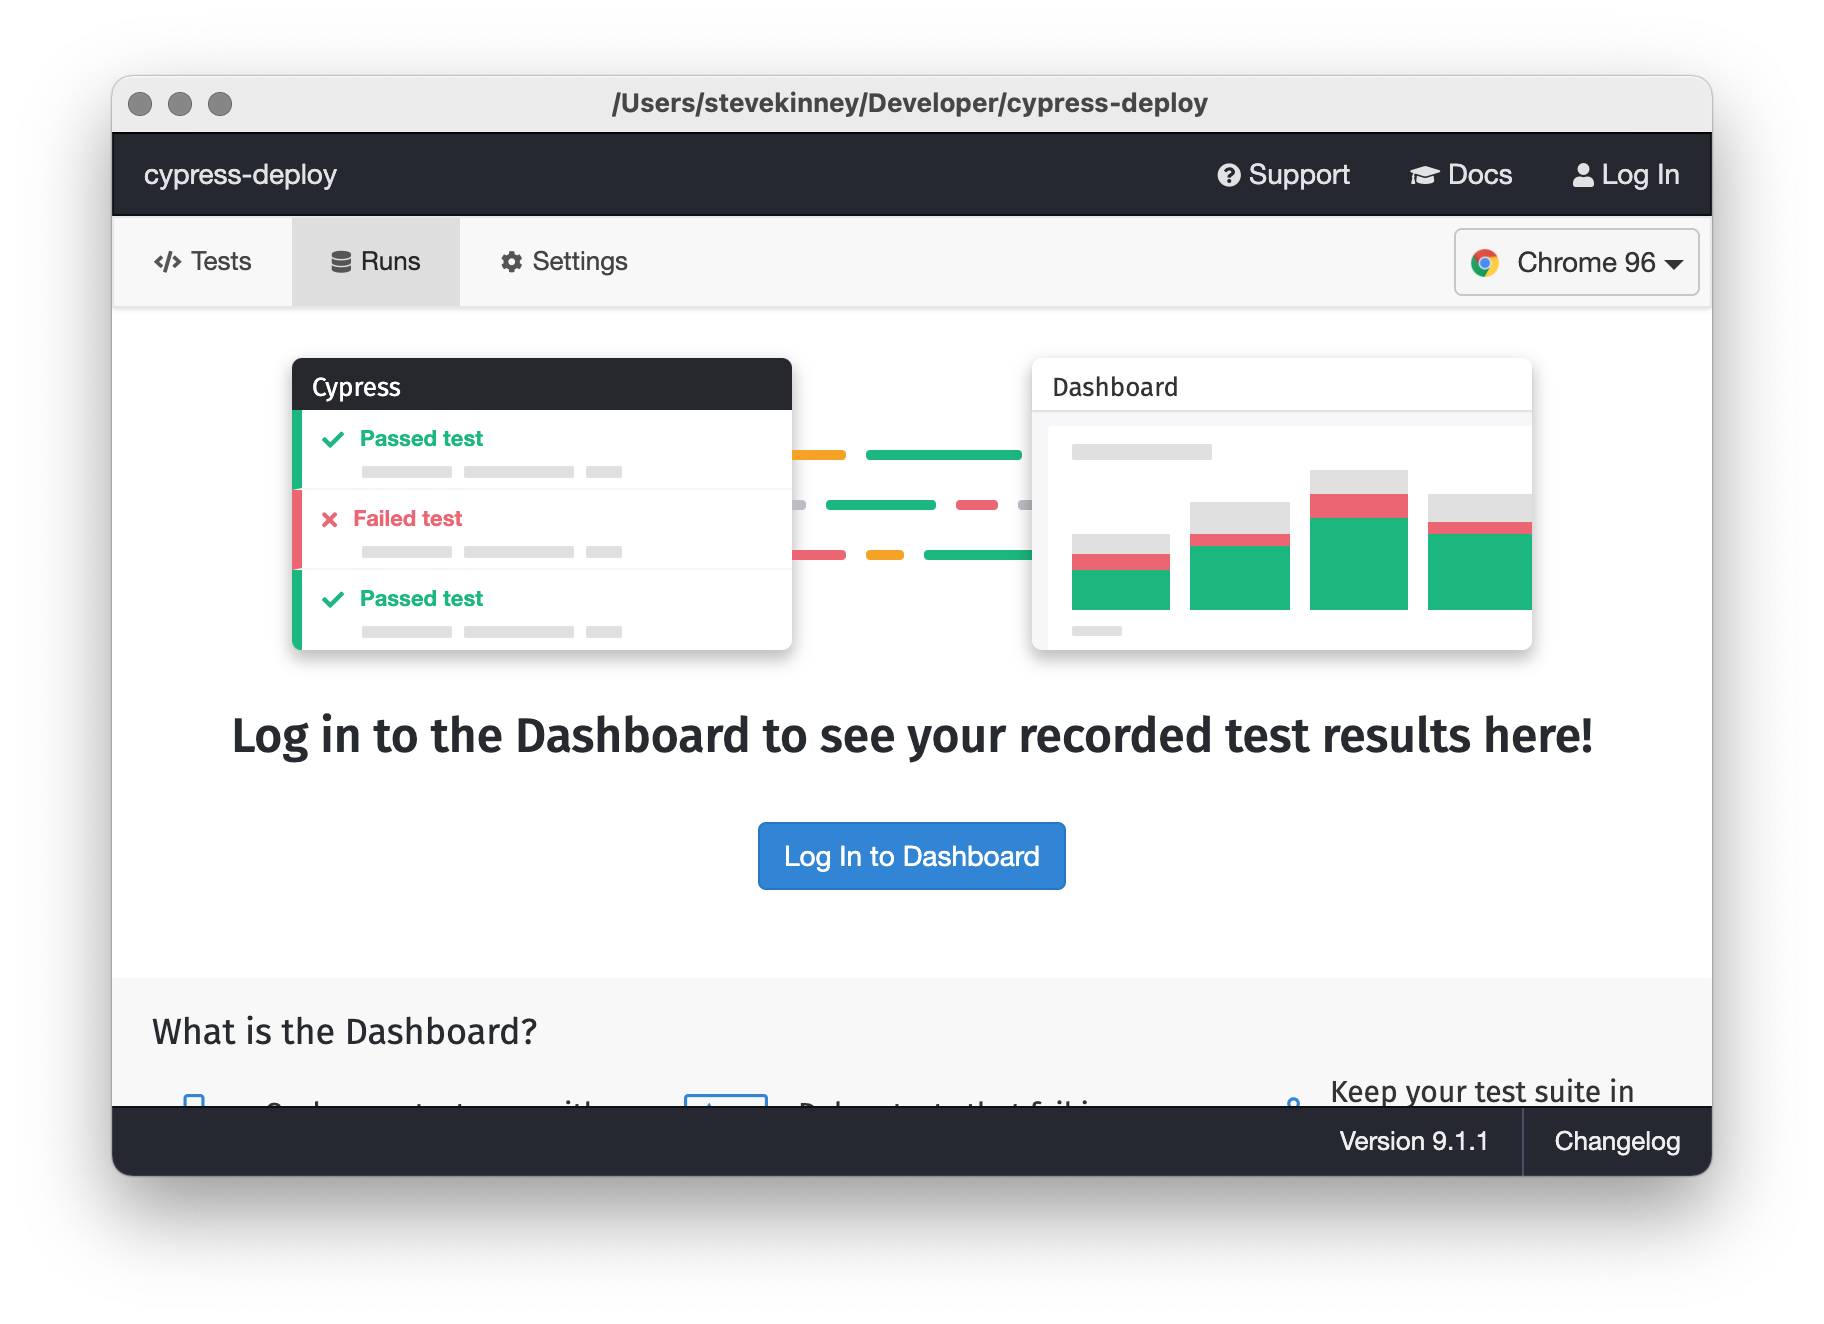 /Users/stevekinney/Developer/cypress-deploy
cypress-deploy
Support
Docs
Log In
Tests
Runs
Settings
Chrome 96
Cypress
Passed test
Failed test
Passed test
Dashboard
Log in to the Dashboard to see your recorded test results here!
Log In to Dashboard
What is the Dashboard?
Keep your test suite in
Version 9.1.1
Changelog